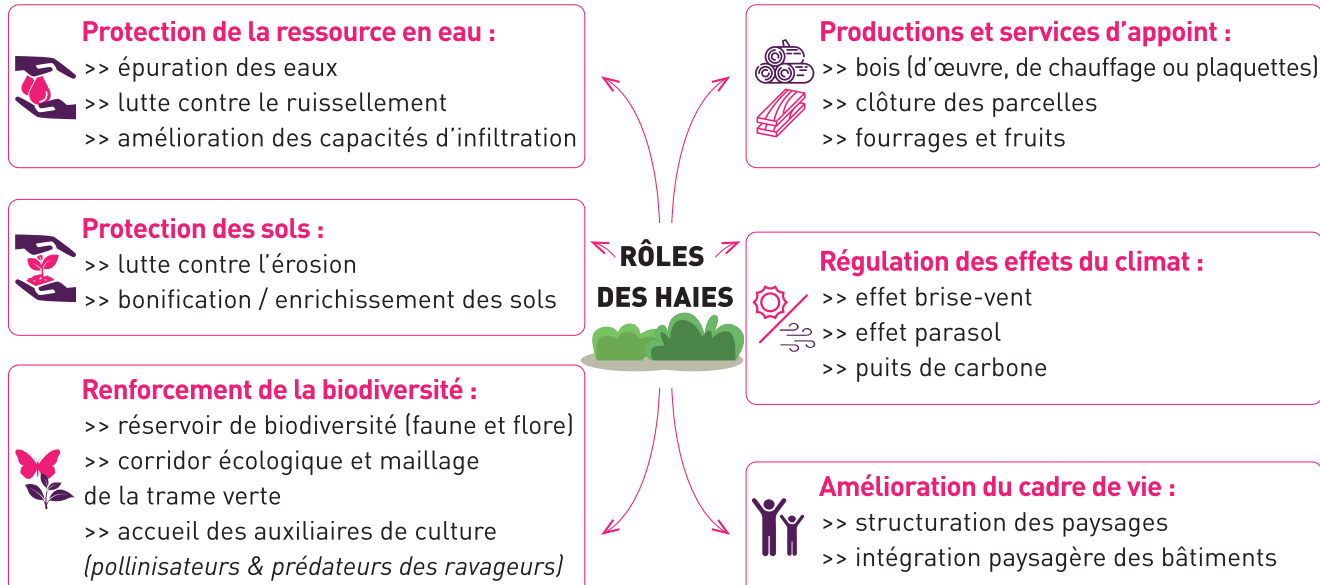 Protection de la ressource en eau :
>> épuration des eaux
>> lutte contre le ruissellement
>> amélioration des capacités d'infiltration
Protection des sols :
>> lutte contre l'érosion
>> bonification / enrichissement des sols
Renforcement de la biodiversité :
>> réservoir de biodiversité (faune et flore)
>> corridor écologique et maillage
de la trame verte
>> accueil des auxiliaires de culture
(pollinisateurs & prédateurs des ravageurs)
RÔLES
DES HAIES
Productions et services d'appoint :
>> bois (d'œuvre, de chauffage ou plaquettes)
>> clôture des parcelles
>> fourrages et fruits
Régulation des effets du climat :
>> effet brise-vent
>> effet parasol
>> puits de carbone
Amélioration du cadre de vie :
>> structuration des paysages
>> intégration paysagère des bâtiments